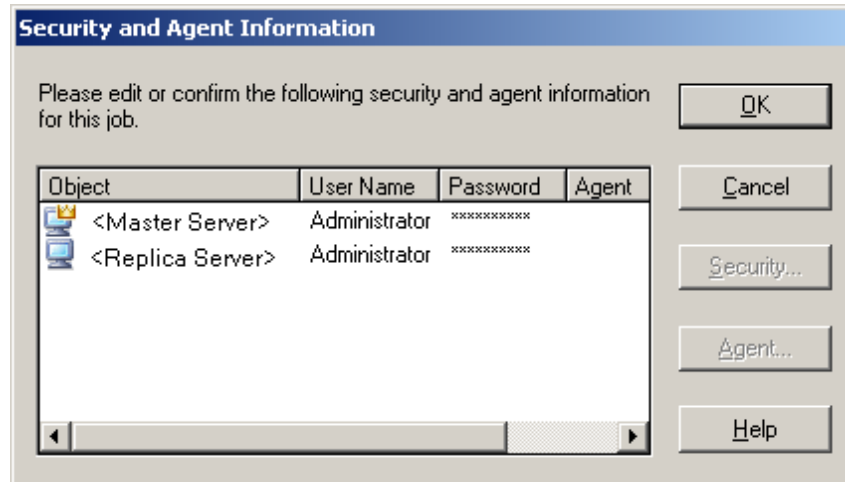 Security and Agent Information
Please edit or confirm the following security and agent information
for this job.
OK
Object User Name Password Agent
Cancel
<Master Server> Administrator **********
<Replica Server> Administrator **********
Security...
Agent...
Help